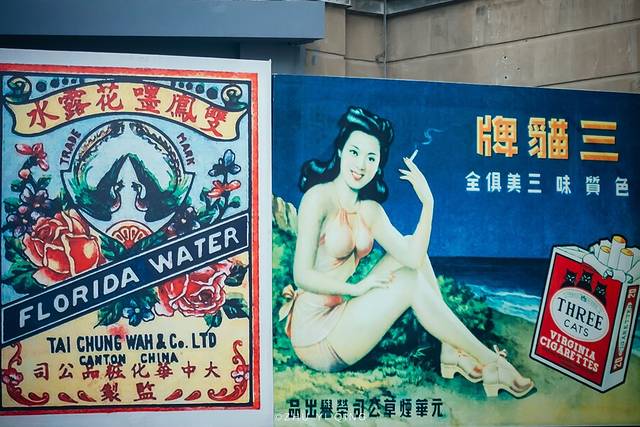 雙鳳嘜花露水
TRADE MARK
FLORIDA WATER
TAI CHUNG WAH & Co. LTD
CANTON CHINA
大中華化粧品公司
監製
三貓牌
色質味三美俱全
THREE
CATS
VIRGINIA
CIGARETTES
元華煙草公司榮譽出品